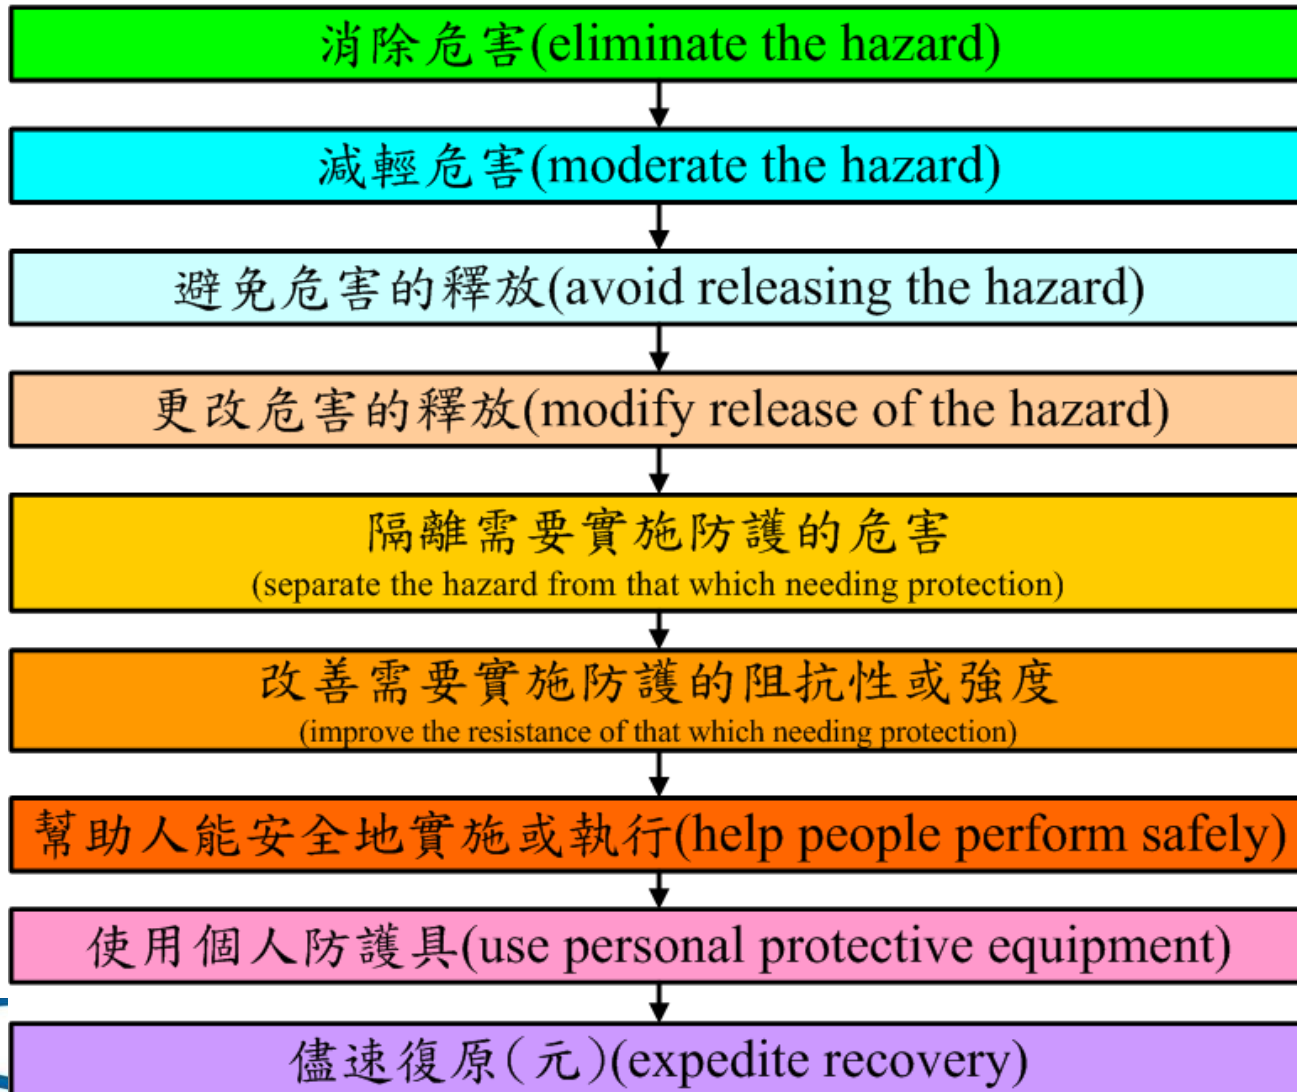 消除危害(eliminate the hazard)
減輕危害(moderate the hazard)
避免危害的釋放(avoid releasing the hazard)
更改危害的釋放(modify release of the hazard)
隔離需要實施防護的危害
(separate the hazard from that which needing protection)
改善需要實施防護的阻抗性或強度
(improve the resistance of that which needing protection)
幫助人能安全地實施或執行(help people perform safely)
使用個人防護具(use personal protective equipment)
儘速復原(元)(expedite recovery)